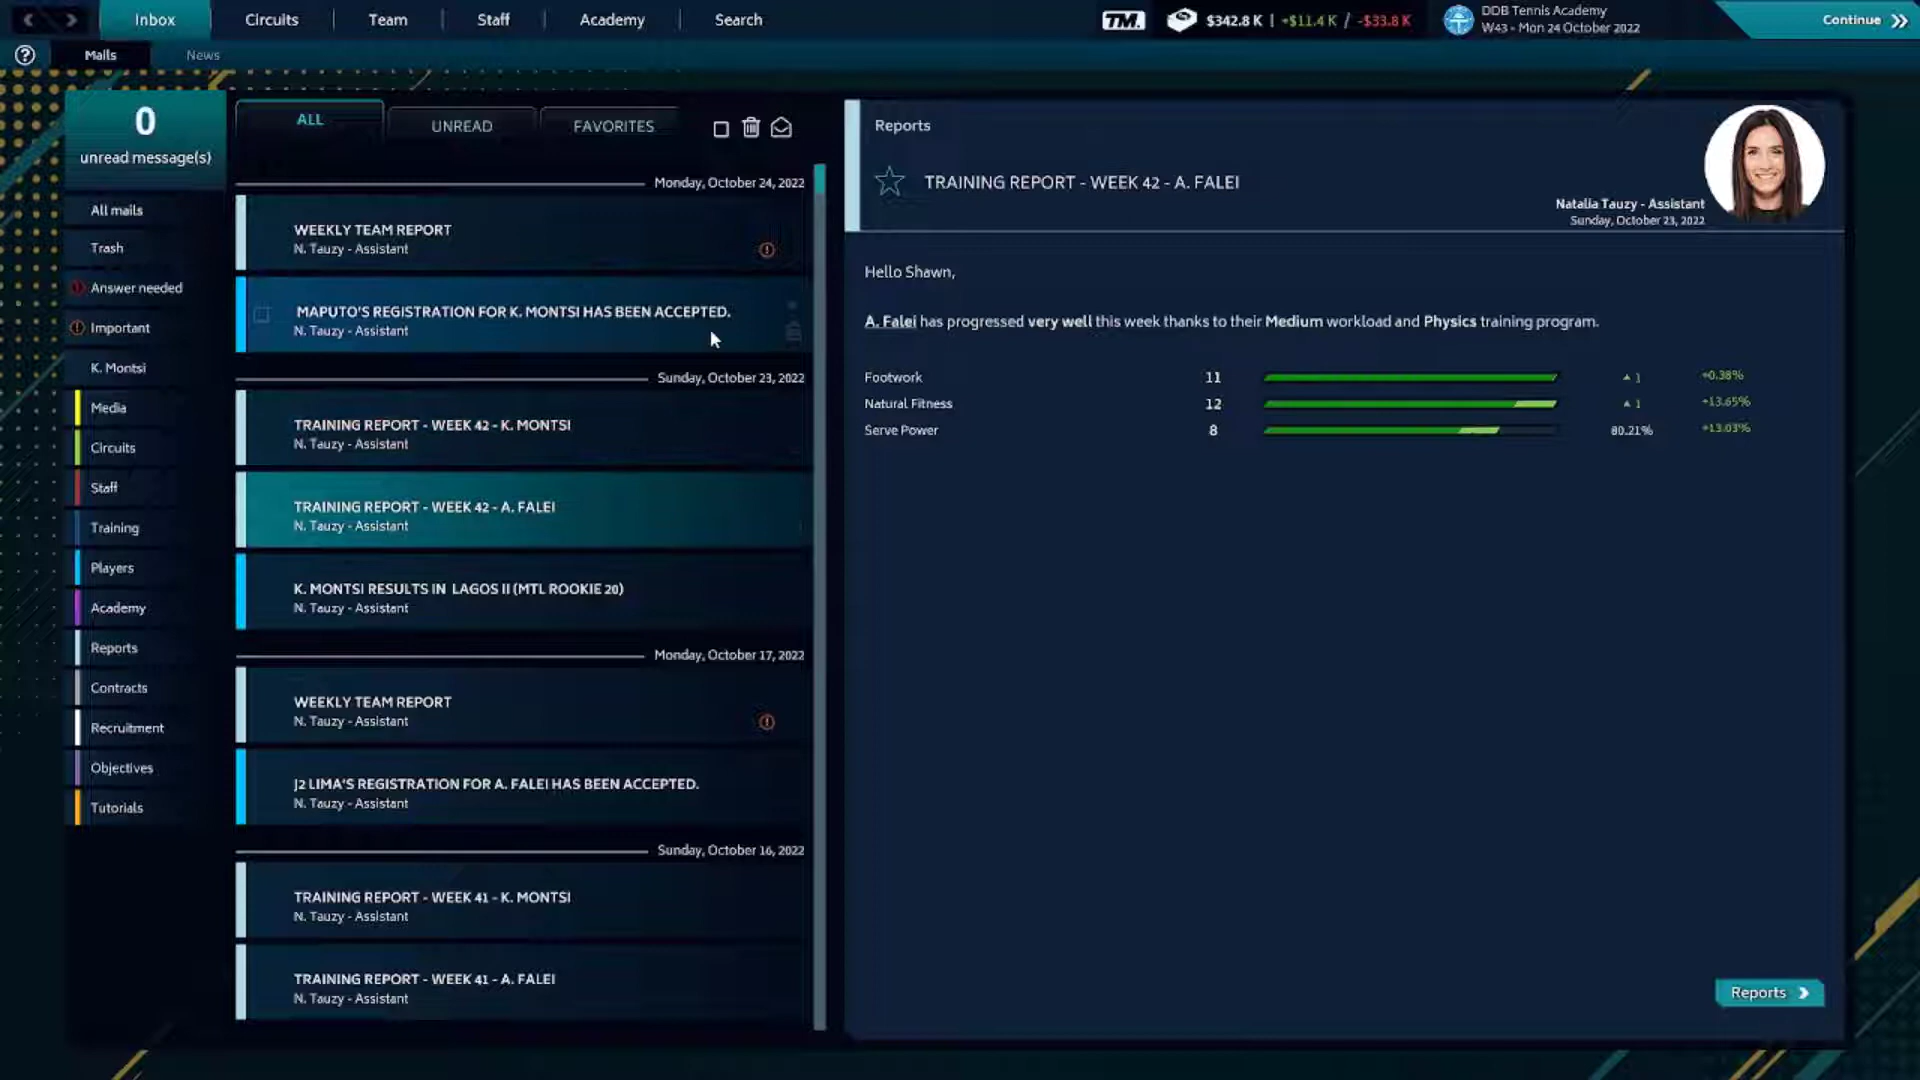 Inbox
Circuits
Team
Staff
Academy
Search
TM.
$342.8 K | +$11.4 K / -$33.8 K
DDB Tennis Academy
W43 - Mon 24 October 2022
Continue
Mails
News
0
unread message(s)
All mails
Trash
Answer needed
Important
K. Montsi
Media
Circuits
Staff
Training
Players
Academy
Reports
Contracts
Recruitment
Objectives
Tutorials
ALL
UNREAD
FAVORITES
Monday, October 24, 2022
WEEKLY TEAM REPORT
N. Tauzy - Assistant
MAPUTO'S REGISTRATION FOR K. MONTSI HAS BEEN ACCEPTED.
N. Tauzy - Assistant
Sunday, October 23, 2022
TRAINING REPORT - WEEK 42 - K. MONTSI
N. Tauzy - Assistant
TRAINING REPORT - WEEK 42 - A. FALEI
N. Tauzy - Assistant
K. MONTSI RESULTS IN LAGOS II (MTL ROOKIE 20)
N. Tauzy - Assistant
Monday, October 17, 2022
WEEKLY TEAM REPORT
N. Tauzy - Assistant
J2 LIMA'S REGISTRATION FOR A. FALEI HAS BEEN ACCEPTED.
N. Tauzy - Assistant
Sunday, October 16, 2022
TRAINING REPORT - WEEK 41 - K. MONTSI
N. Tauzy - Assistant
TRAINING REPORT - WEEK 41 - A. FALEI
N. Tauzy - Assistant
Reports
TRAINING REPORT - WEEK 42 - A. FALEI
Natalia Tauzy - Assistant
Sunday, October 23, 2022
Hello Shawn,
A. Falei has progressed very well this week thanks to their Medium workload and Physics training program.
Footwork 11 ▲ 1 +0.38%
Natural Fitness 12 ▲ 1 +13.65%
Serve Power 8 80.21% +13.03%
Reports